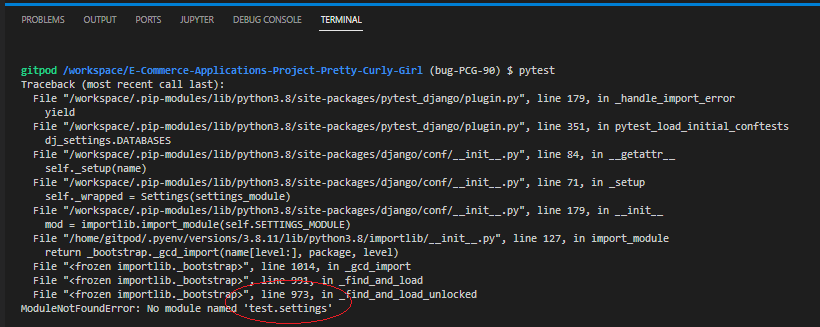 PROBLEMS OUTPUT PORTS JUPYTER DEBUG CONSOLE TERMINAL
gitpod /workspace/E-Commerce-Applications-Project-Pretty-Curly-Girl (bug-PCG-90) $ pytest
Traceback (most recent call last):
  File "/workspace/.pip-modules/lib/python3.8/site-packages/pytest_django/plugin.py", line 179, in _handle_import_error
    yield
  File "/workspace/.pip-modules/lib/python3.8/site-packages/pytest_django/plugin.py", line 351, in pytest_load_initial_conftests
    dj_settings.DATABASES
  File "/workspace/.pip-modules/lib/python3.8/site-packages/django/conf/__init__.py", line 84, in __getattr__
    self._setup(name)
  File "/workspace/.pip-modules/lib/python3.8/site-packages/django/conf/__init__.py", line 71, in _setup
    self._wrapped = Settings(settings_module)
  File "/workspace/.pip-modules/lib/python3.8/site-packages/django/conf/__init__.py", line 179, in __init__
    mod = importlib.import_module(self.SETTINGS_MODULE)
  File "/home/gitpod/.pyenv/versions/3.8.11/lib/python3.8/importlib/__init__.py", line 127, in import_module
    return _bootstrap._gcd_import(name[level:], package, level)
  File "<frozen importlib._bootstrap>", line 1014, in _gcd_import
  File "<frozen importlib._bootstrap>", line 991, in _find_and_load
  File "<frozen importlib._bootstrap>", line 973, in _find_and_load_unlocked
ModuleNotFoundError: No module named 'test.settings'